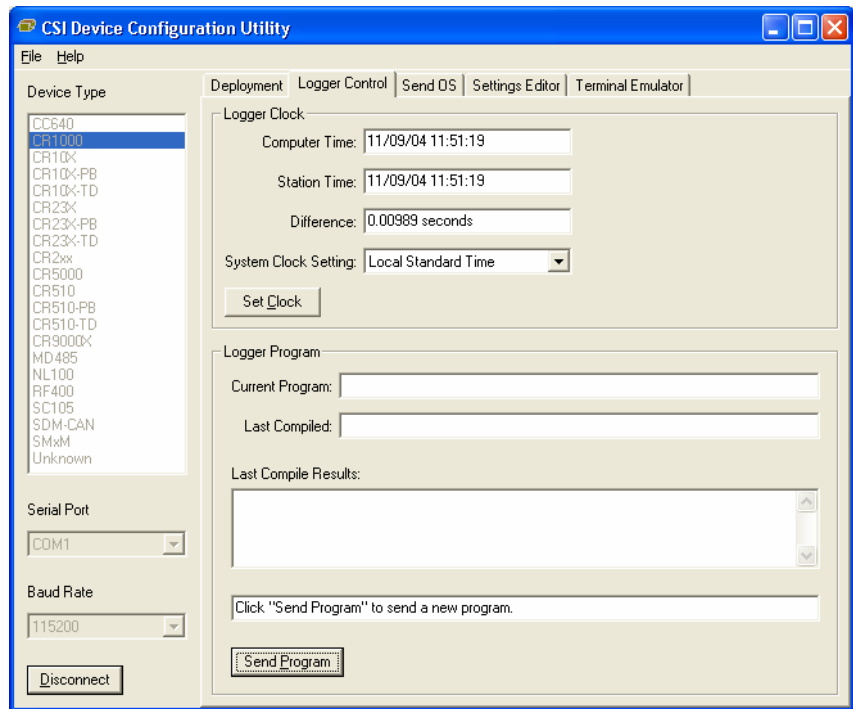 CSI Device Configuration Utility
File Help
Device Type
CC640
CR1000
CR10X
CR10X-PB
CR10X-TD
CR23X
CR23X-PB
CR23X-TD
CR2xx
CR5000
CR510
CR510-PB
CR510-TD
CR9000X
MD485
NL100
RF400
SC105
SDM-CAN
SMxM
Unknown
Serial Port
COM1
Baud Rate
115200
Disconnect
Deployment Logger Control Send OS Settings Editor Terminal Emulator
Logger Clock
Computer Time: 11/09/04 11:51:19
Station Time: 11/09/04 11:51:19
Difference: 0.00989 seconds
System Clock Setting: Local Standard Time
Set Clock
Logger Program
Current Program:
Last Compiled:
Last Compile Results:
Click "Send Program" to send a new program.
Send Program